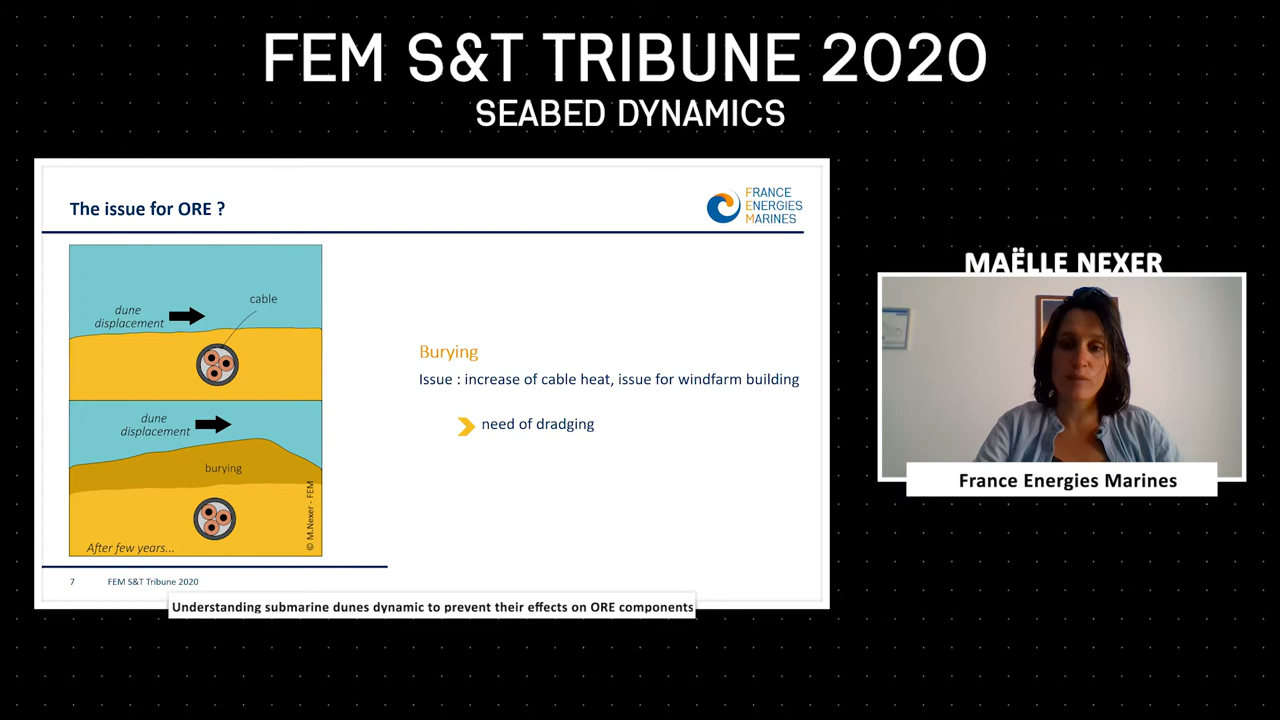 FEM S&T TRIBUNE 2020
SEABED DYNAMICS
The issue for ORE ?
FRANCE
ENERGIES
MARINES
dune
displacement
cable
dune
displacement
burying
After few years...
© M.Nexer - FEM
Burying
Issue : increase of cable heat, issue for windfarm building
need of dradging
7
FEM S&T Tribune 2020
Understanding submarine dunes dynamic to prevent their effects on ORE components
MAËLLE NEXER
France Energies Marines